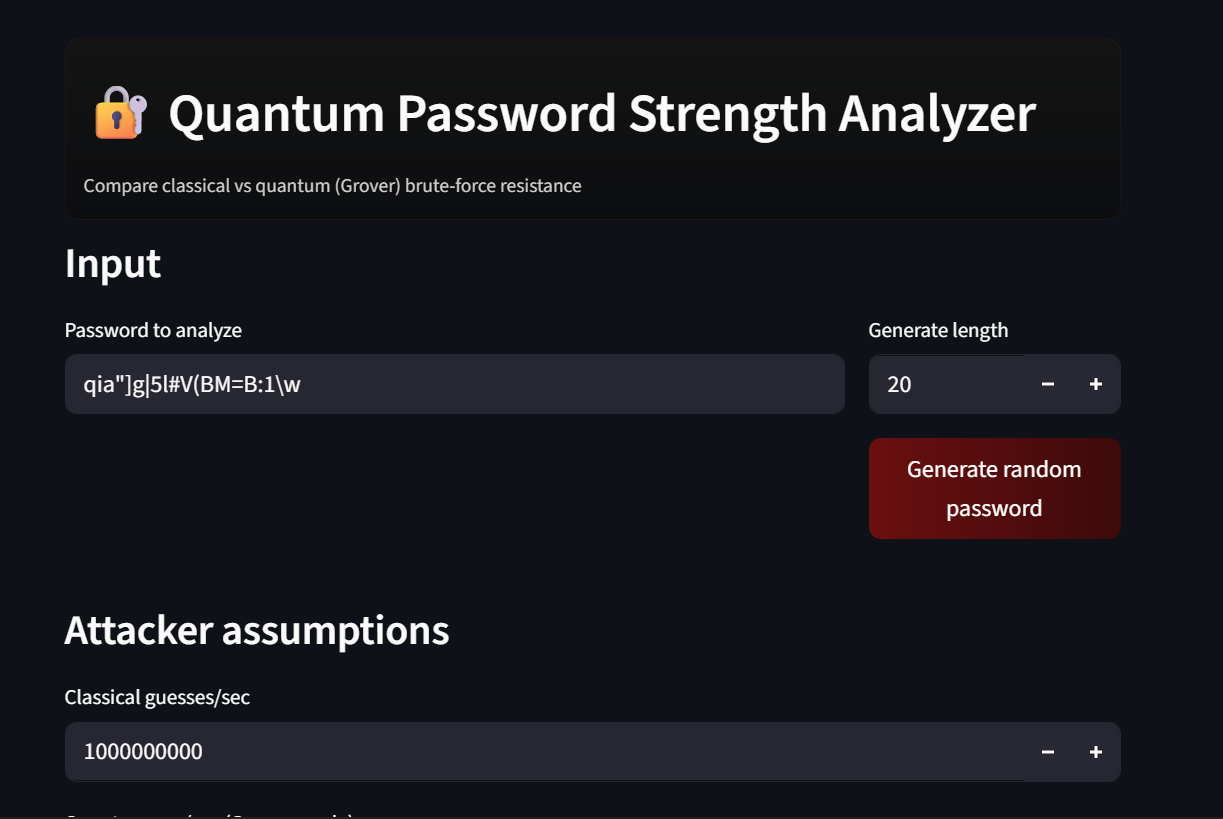 Quantum Password Strength Analyzer
Compare classical vs quantum (Grover) brute-force resistance
Input
Password to analyze
Generate length
qia"]g|5l#V(BM=B:1\w
20
Generate random
password
Attacker assumptions
Classical guesses/sec
1000000000